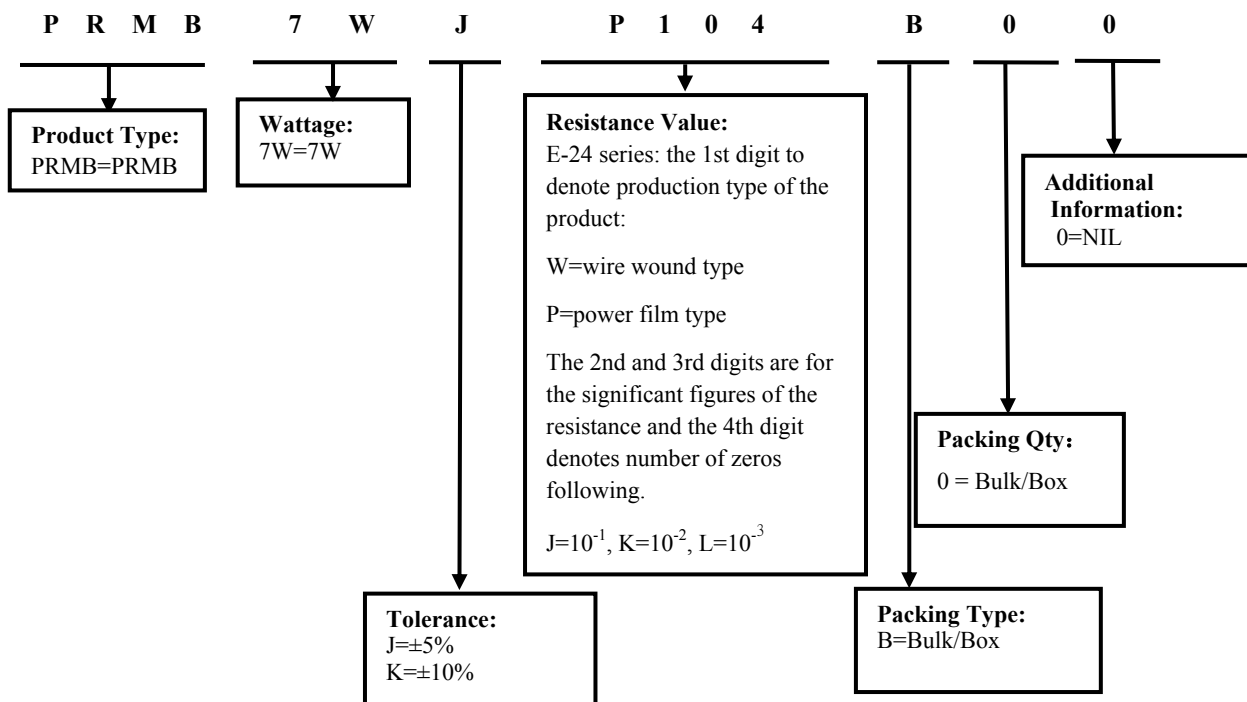 P R M B 7 W J P 1 0 4 B 0 0
Product Type:
PRMB=PRMB
Wattage:
7W=7W
Resistance Value:
E-24 series: the 1st digit to
denote production type of the
product:
W=wire wound type
P=power film type
The 2nd and 3rd digits are for
the significant figures of the
resistance and the 4th digit
denotes number of zeros
following.
J=10⁻¹, K=10⁻², L=10⁻³
Additional
Information:
0=NIL
Packing Qty：
0 = Bulk/Box
Tolerance:
J=±5%
K=±10%
Packing Type:
B=Bulk/Box